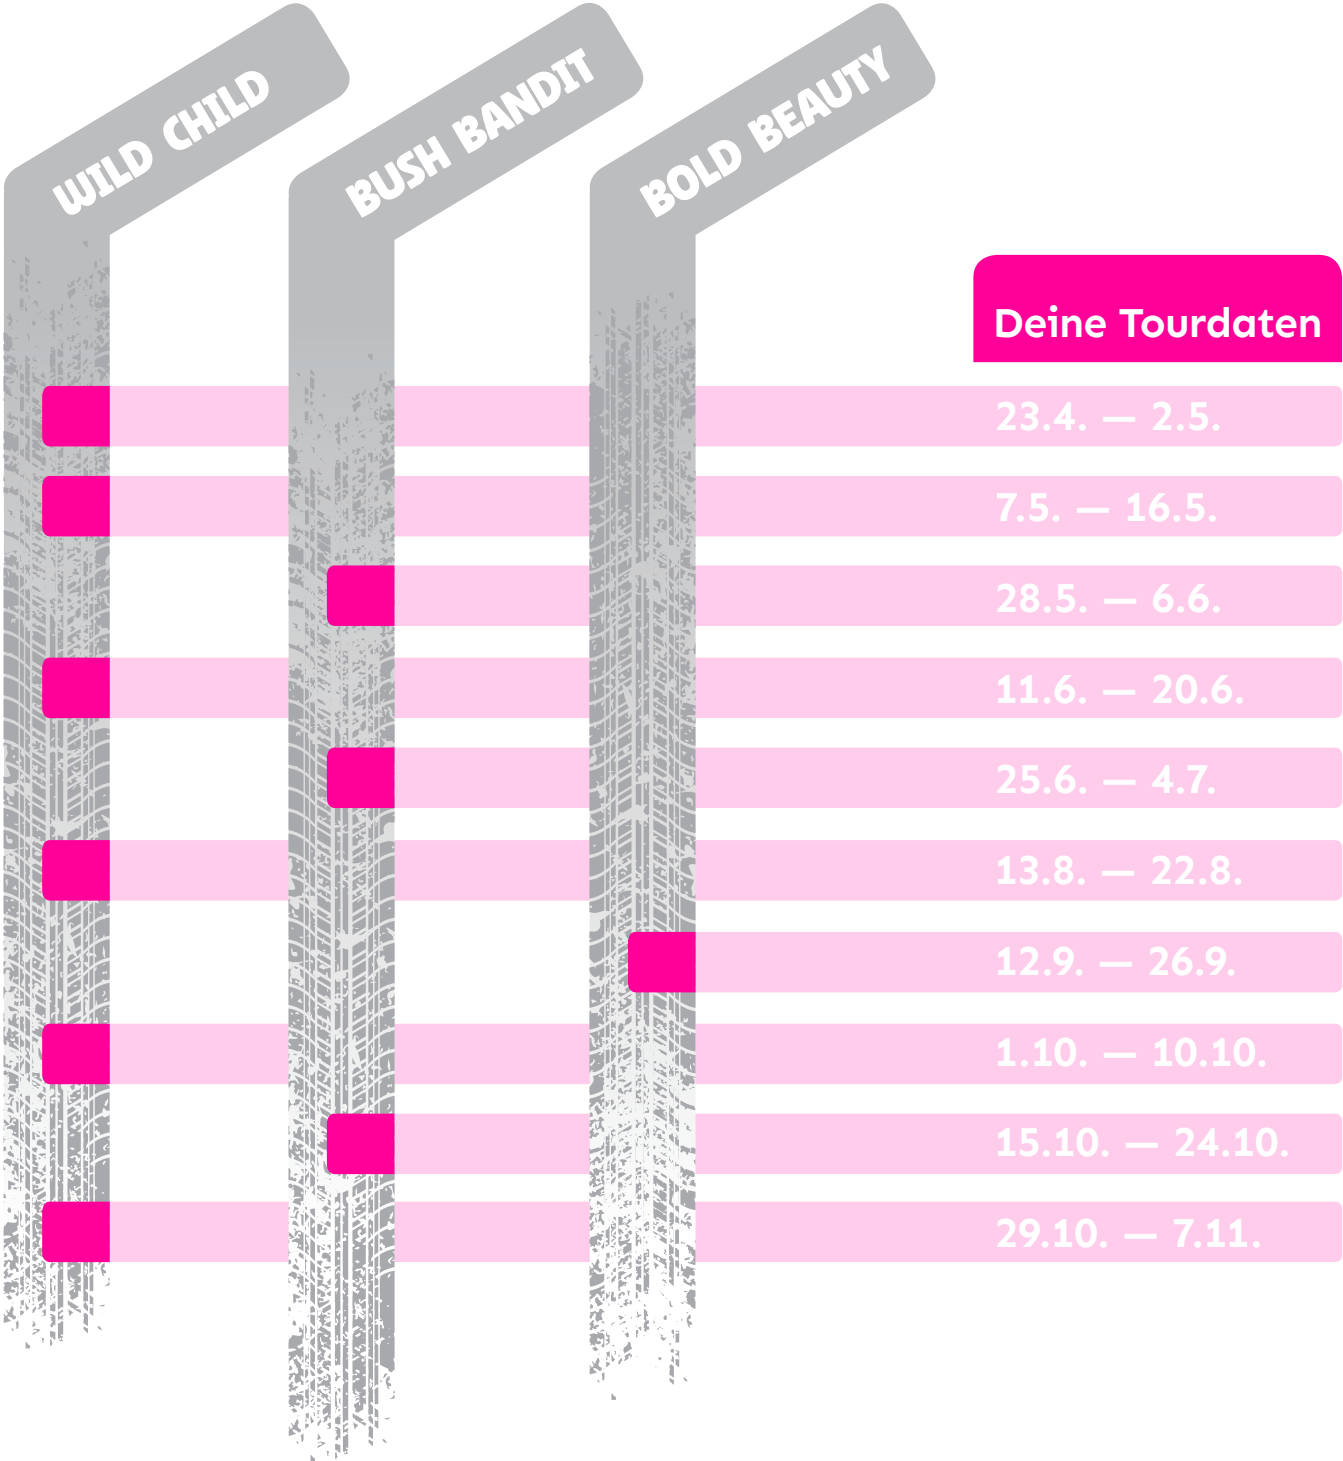 WILD CHILD
BUSH BANDIT
BOLD BEAUTY
Deine Tourdaten
23.4. — 2.5.
7.5. — 16.5.
28.5. — 6.6.
11.6. — 20.6.
25.6. — 4.7.
13.8. — 22.8.
12.9. — 26.9.
1.10. — 10.10.
15.10. — 24.10.
29.10. — 7.11.